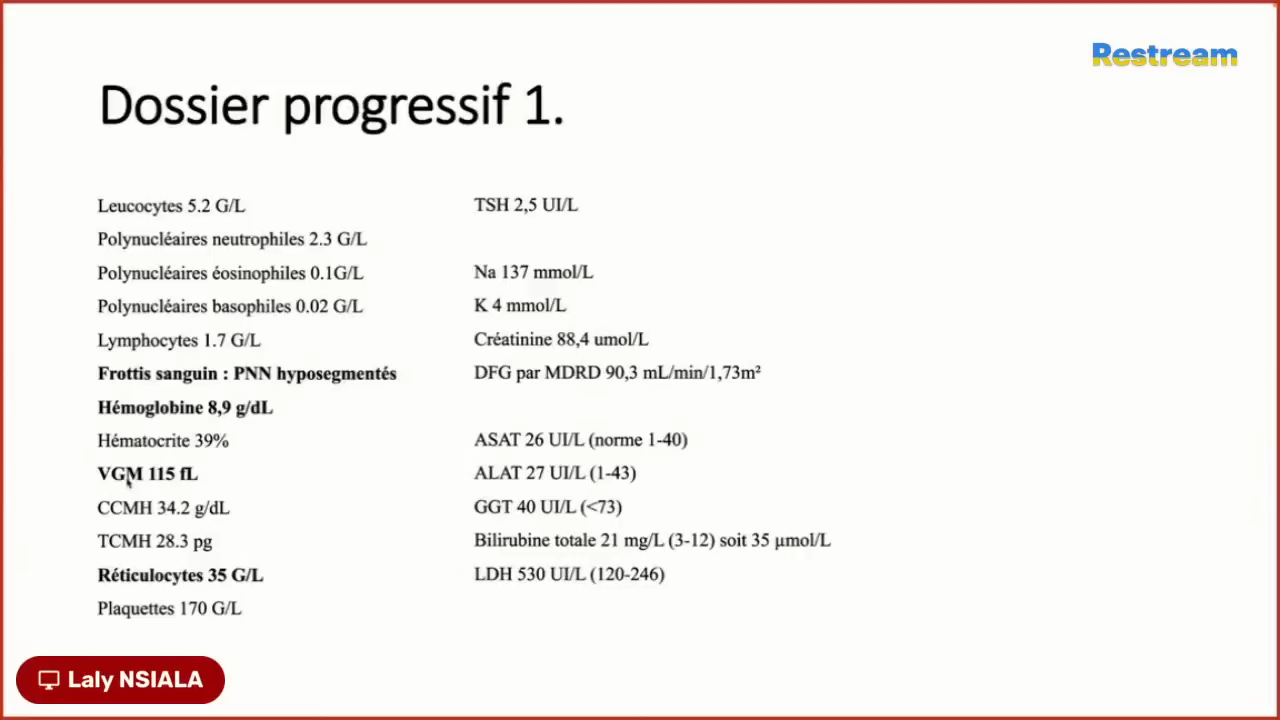 Restream
Dossier progressif 1.
Leucocytes 5.2 G/L
Polynucléaires neutrophiles 2.3 G/L
Polynucléaires éosinophiles 0.1G/L
Polynucléaires basophiles 0.02 G/L
Lymphocytes 1.7 G/L
Frottis sanguin : PNN hyposegmentés
Hémoglobine 8,9 g/dL
Hématocrite 39%
VGM 115 fL
CCMH 34.2 g/dL
TCMH 28.3 pg
Réticulocytes 35 G/L
Plaquettes 170 G/L
TSH 2,5 UI/L
Na 137 mmol/L
K 4 mmol/L
Créatinine 88,4 umol/L
DFG par MDRD 90,3 mL/min/1,73m²
ASAT 26 UI/L (norme 1-40)
ALAT 27 UI/L (1-43)
GGT 40 UI/L (<73)
Bilirubine totale 21 mg/L (3-12) soit 35 µmol/L
LDH 530 UI/L (120-246)
Laly NSIALA